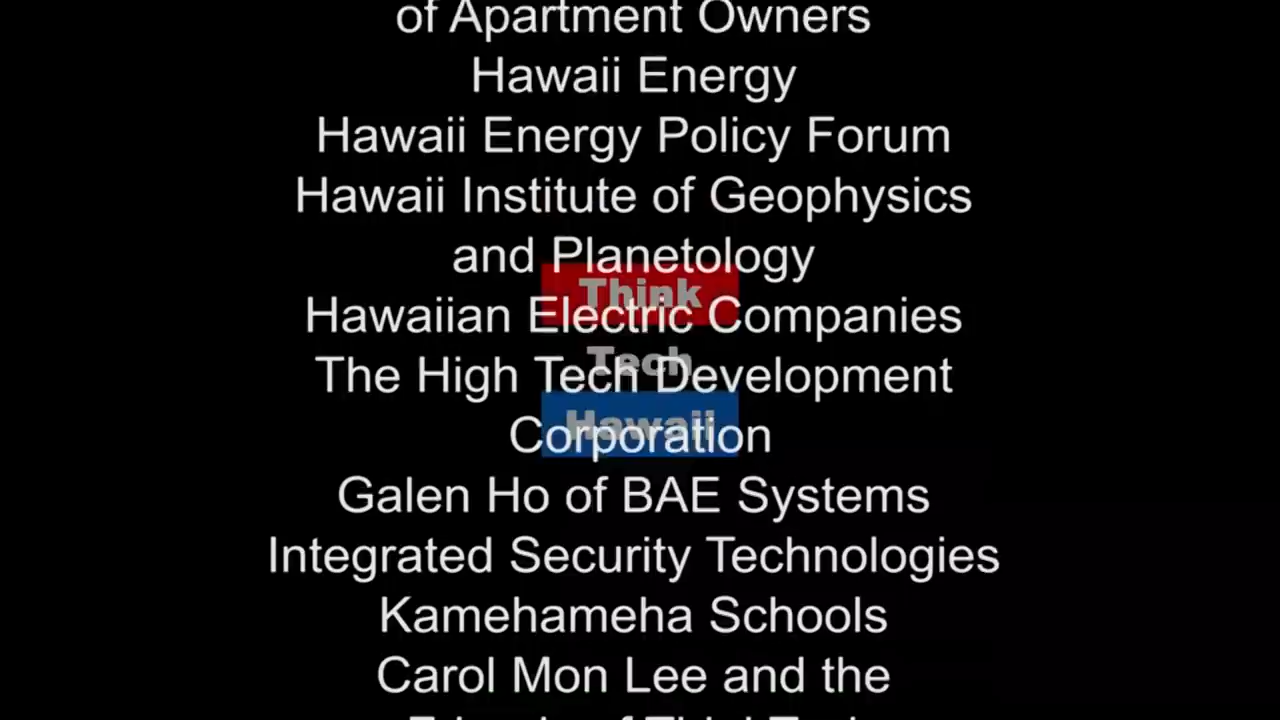 of Apartment Owners
Hawaii Energy
Hawaii Energy Policy Forum
Hawaii Institute of Geophysics
and Planetology
Think
Hawaiian Electric Companies
Tech
The High Tech Development
Hawaii
Corporation
Galen Ho of BAE Systems
Integrated Security Technologies
Kamehameha Schools
Carol Mon Lee and the